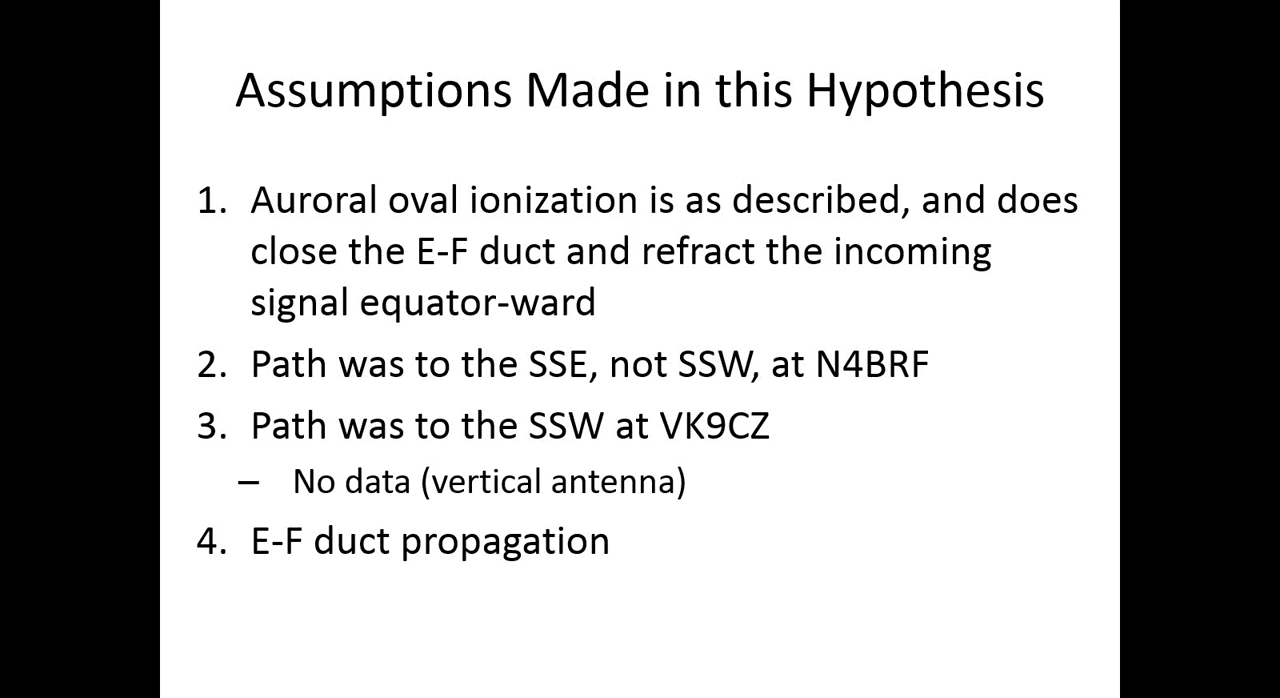 Assumptions Made in this Hypothesis
1. Auroral oval ionization is as described, and does
close the E-F duct and refract the incoming
signal equator-ward
2. Path was to the SSE, not SSW, at N4BRF
3. Path was to the SSW at VK9CZ
– No data (vertical antenna)
4. E-F duct propagation